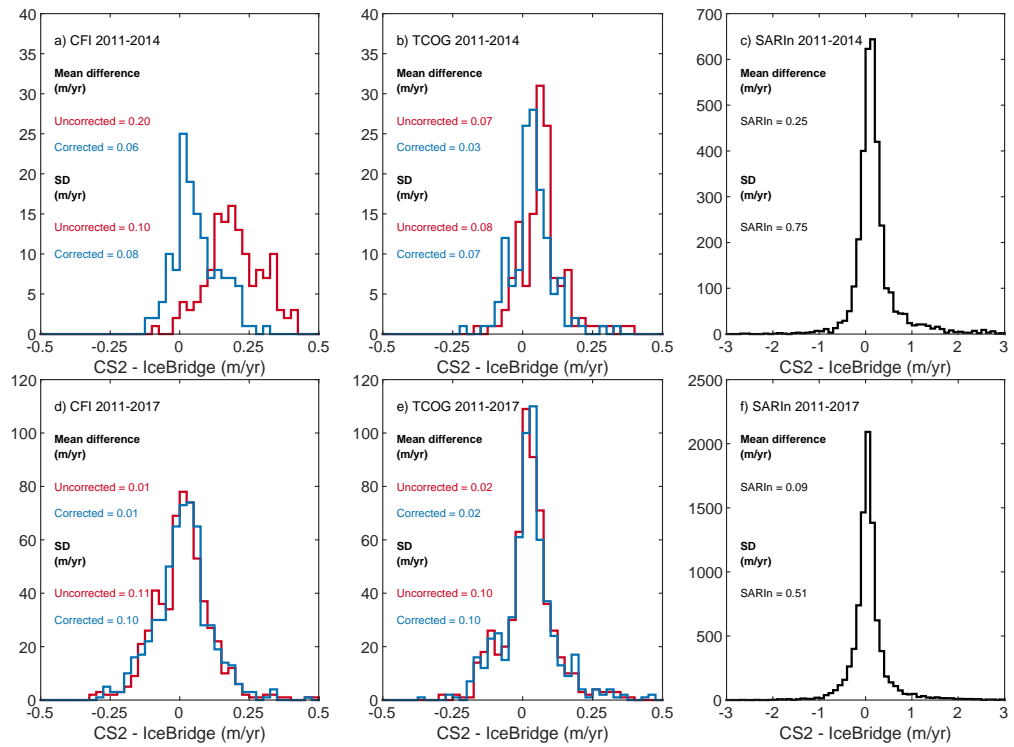 a) CFI 2011-2014
Mean difference
(m/yr)
Uncorrected = 0.20
Corrected = 0.06
SD
(m/yr)
Uncorrected = 0.10
Corrected = 0.08
40
35
30
25
20
15
10
5
0
-0.5
-0.25
0
0.25
0.5
CS2 - IceBridge (m/yr)
b) TCOG 2011-2014
Mean difference
(m/yr)
Uncorrected = 0.07
Corrected = 0.03
SD
(m/yr)
Uncorrected = 0.08
Corrected = 0.07
40
35
30
25
20
15
10
5
0
-0.5
-0.25
0
0.25
0.5
CS2 - IceBridge (m/yr)
c) SARIn 2011-2014
Mean difference
(m/yr)
SARIn = 0.25
SD
(m/yr)
SARIn = 0.75
700
600
500
400
300
200
100
0
-3
-2
-1
0
1
2
3
CS2 - IceBridge (m/yr)
d) CFI 2011-2017
Mean difference
(m/yr)
Uncorrected = 0.01
Corrected = 0.01
SD
(m/yr)
Uncorrected = 0.11
Corrected = 0.10
120
100
80
60
40
20
0
-0.5
-0.25
0
0.25
0.5
CS2 - IceBridge (m/yr)
e) TCOG 2011-2017
Mean difference
(m/yr)
Uncorrected = 0.02
Corrected = 0.02
SD
(m/yr)
Uncorrected = 0.10
Corrected = 0.10
120
100
80
60
40
20
0
-0.5
-0.25
0
0.25
0.5
CS2 - IceBridge (m/yr)
f) SARIn 2011-2017
Mean difference
(m/yr)
SARIn = 0.09
SD
(m/yr)
SARIn = 0.51
2500
2000
1500
1000
500
0
-3
-2
-1
0
1
2
3
CS2 - IceBridge (m/yr)